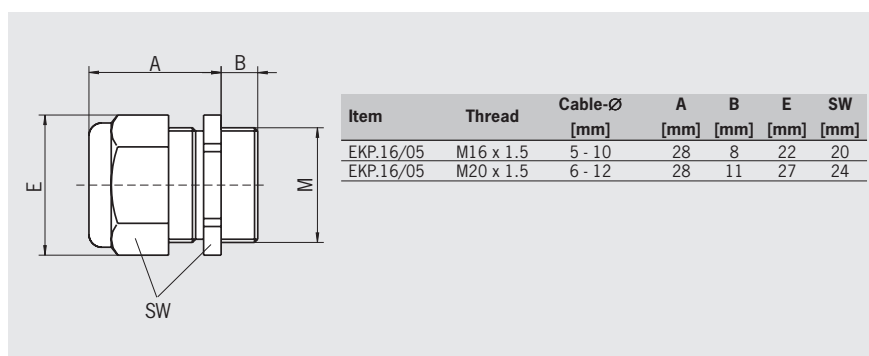 A B
E
M
SW
Item Thread Cable-Ø A B E SW
[mm] [mm] [mm] [mm] [mm]
EKP.16/05 M16 x 1.5 5 - 10 28 8 22 20
EKP.16/05 M20 x 1.5 6 - 12 28 11 27 24